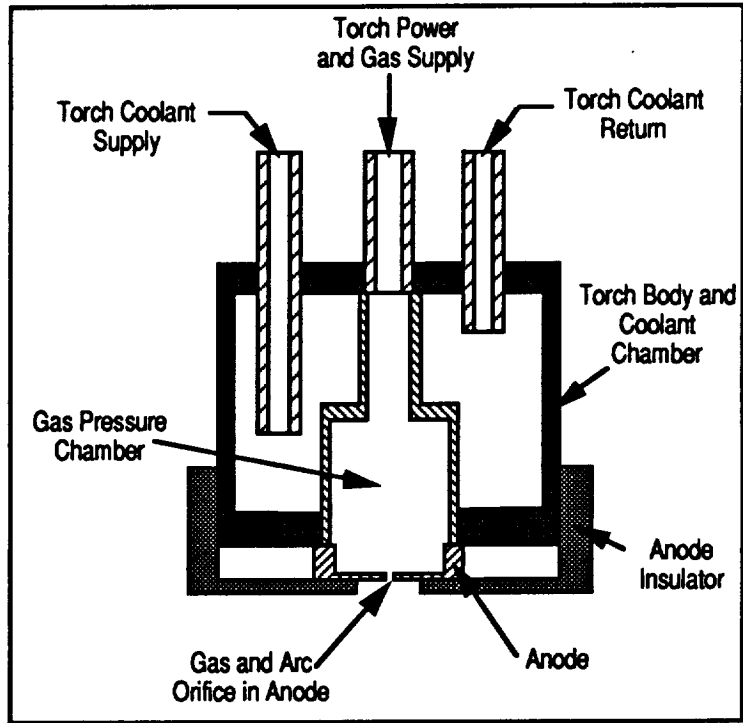 Torch Power
and Gas Supply
Torch Coolant
Supply
Torch Coolant
Return
Torch Body and
Coolant
Chamber
Gas Pressure
Chamber
Anode
Insulator
Gas and Arc
Orifice in Anode
Anode